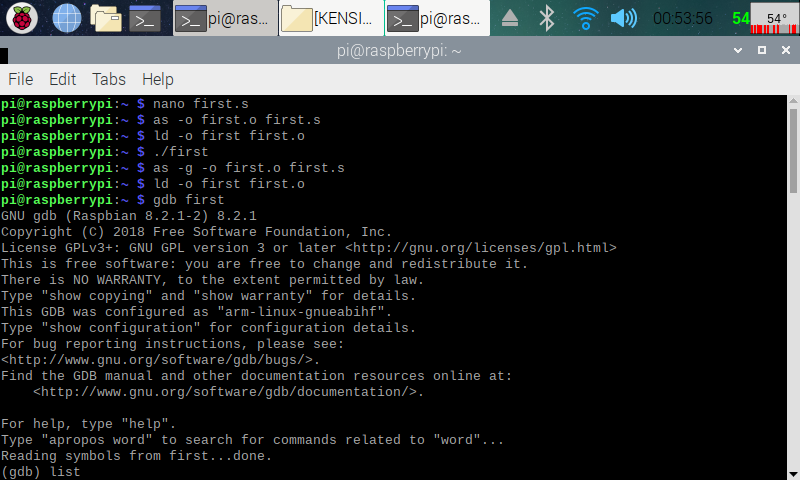 pi@ras... [KENSI... pi@ras... 00:53:56 54 54°
pi@raspberrypi: ~
File Edit Tabs Help
pi@raspberrypi:~ $ nano first.s
pi@raspberrypi:~ $ as -o first.o first.s
pi@raspberrypi:~ $ ld -o first first.o
pi@raspberrypi:~ $ ./first
pi@raspberrypi:~ $ as -g -o first.o first.s
pi@raspberrypi:~ $ ld -o first first.o
pi@raspberrypi:~ $ gdb first
GNU gdb (Raspbian 8.2.1-2) 8.2.1
Copyright (C) 2018 Free Software Foundation, Inc.
License GPLv3+: GNU GPL version 3 or later <http://gnu.org/licenses/gpl.html>
This is free software: you are free to change and redistribute it.
There is NO WARRANTY, to the extent permitted by law.
Type "show copying" and "show warranty" for details.
This GDB was configured as "arm-linux-gnueabihf".
Type "show configuration" for configuration details.
For bug reporting instructions, please see:
<http://www.gnu.org/software/gdb/bugs/>.
Find the GDB manual and other documentation resources online at:
    <http://www.gnu.org/software/gdb/documentation/>.

For help, type "help".
Type "apropos word" to search for commands related to "word"...
Reading symbols from first...done.
(gdb) list